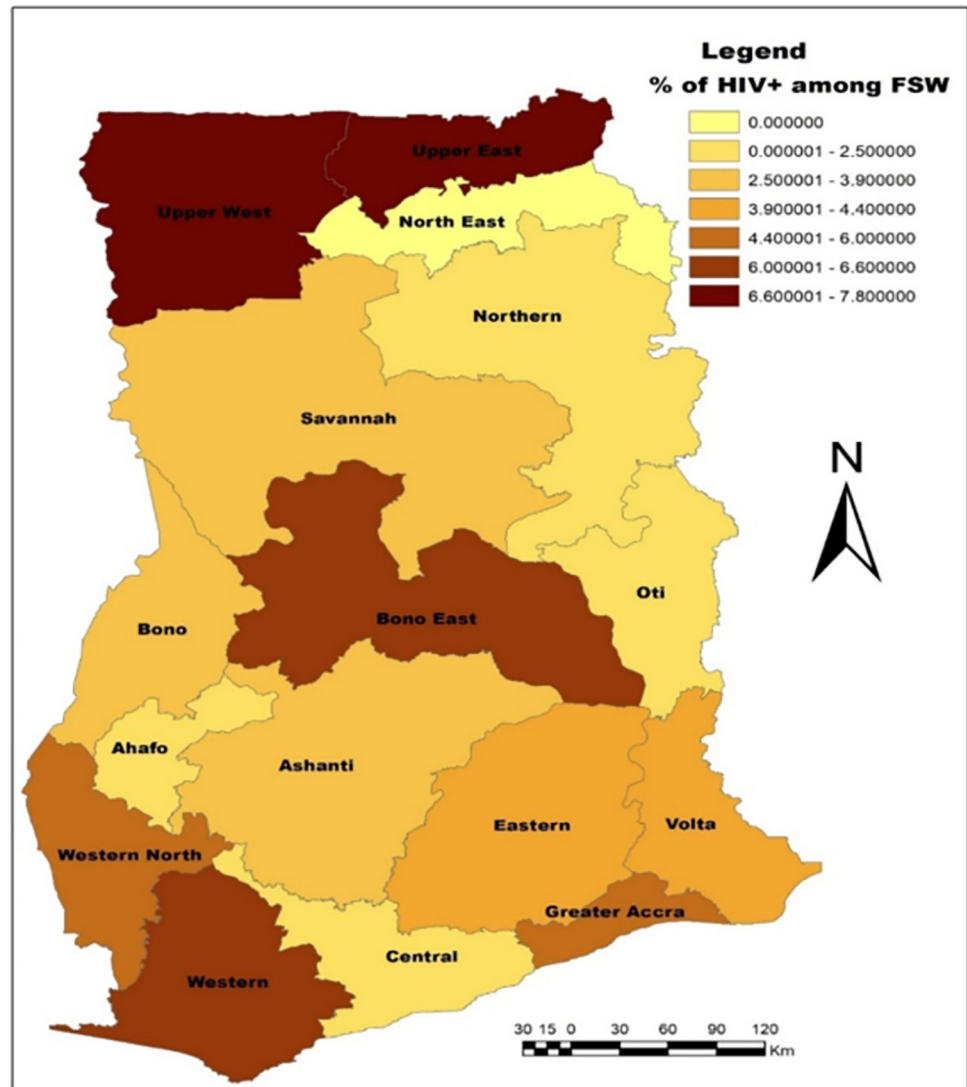 Legend
% of HIV+ among FSW
0.000000
0.000001 - 2.500000
2.500001 - 3.900000
3.900001 - 4.400000
4.400001 - 6.000000
6.000001 - 6.600000
6.600001 - 7.800000
Upper East
Upper West
North East
Northern
Savannah
N
Oti
Bono East
Bono
Ahafo
Ashanti
Eastern
Volta
Western North
Greater Accra
Central
Western
30 15 0 30 60 90 120
Km